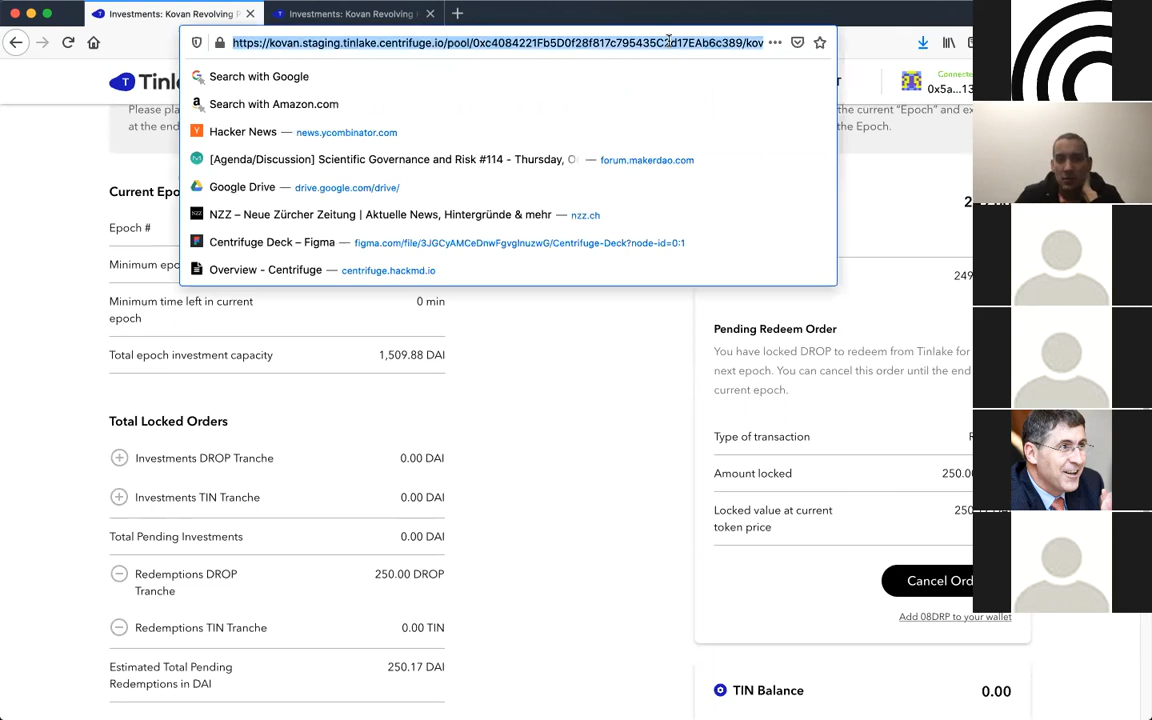 Investments: Kovan Revolving P
Investments: Kovan Revolving P
https://kovan.staging.tinlake.centrifuge.io/pool/0xc4084221Fb5D0f28f817c795435C2d17EAb6c389/kov
Search with Google
Search with Amazon.com
Hacker News — news.ycombinator.com
[Agenda/Discussion] Scientific Governance and Risk #114 - Thursday, O — forum.makerdao.com
Google Drive — drive.google.com/drive/
NZZ – Neue Zürcher Zeitung | Aktuelle News, Hintergründe & mehr — nzz.ch
Centrifuge Deck – Figma — figma.com/file/3JGCyAMCeDnwFgvgInuzwG/Centrifuge-Deck?node-id=0:1
Overview - Centrifuge — centrifuge.hackmd.io
Connecte
0x5a...13
Please pla
the current "Epoch" and ex
at the end
he Epoch.
Current Epo
Epoch #
Minimum epo
Minimum time left in current
epoch
0 min
Total epoch investment capacity
1,509.88 DAI
Total Locked Orders
Investments DROP Tranche
0.00 DAI
Investments TIN Tranche
0.00 DAI
Total Pending Investments
0.00 DAI
Redemptions DROP
Tranche
250.00 DROP
Redemptions TIN Tranche
0.00 TIN
Estimated Total Pending
Redemptions in DAI
250.17 DAI
249
Pending Redeem Order
You have locked DROP to redeem from Tinlake for
next epoch. You can cancel this order until the end
current epoch.
Type of transaction
R
Amount locked
250.0
Locked value at current
token price
250
Cancel Ord
Add 08DRP to your wallet
TIN Balance
0.00